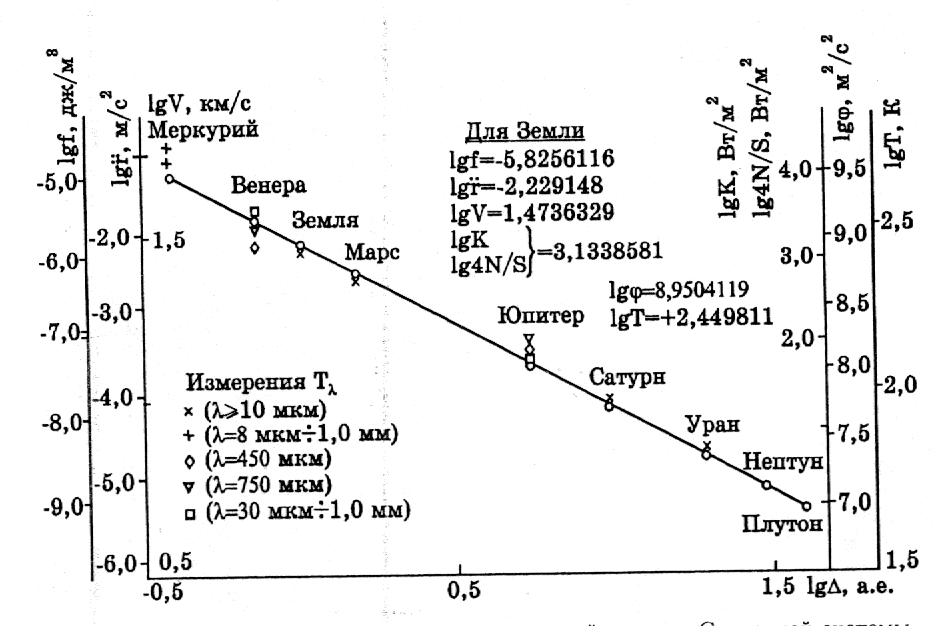 lgf, дж/м⁸
lgr̈, м/с²
lgV, км/с
Меркурий
Венера
Земля
Марс
Для Земли
lgf=-5,8256116
lgr̈=-2,229148
lgV=1,4736329
lgK
lg4N/S}=3,1338581
lgφ=8,9504119
lgT=+2,449811
Юпитер
Сатурн
Уран
Нептун
Плутон
lgK, Вт/м²
lg4N/S, Вт/м²
lgφ, м²/с²
lgT, К
-5,0
-6,0
-7,0
-8,0
-9,0
-2,0
-3,0
-4,0
-5,0
-6,0
1,5
0,5
4,0
3,0
2,0
9,5
9,0
8,5
8,0
7,5
7,0
2,5
2,0
1,5
Измерения Tλ
× (λ⩾10 мкм)
+ (λ=8 мкм÷1,0 мм)
◇ (λ=450 мкм)
▽ (λ=750 мкм)
□ (λ=30 мкм÷1,0 мм)
-0,5
0,5
1,5 lgΔ, а.е.